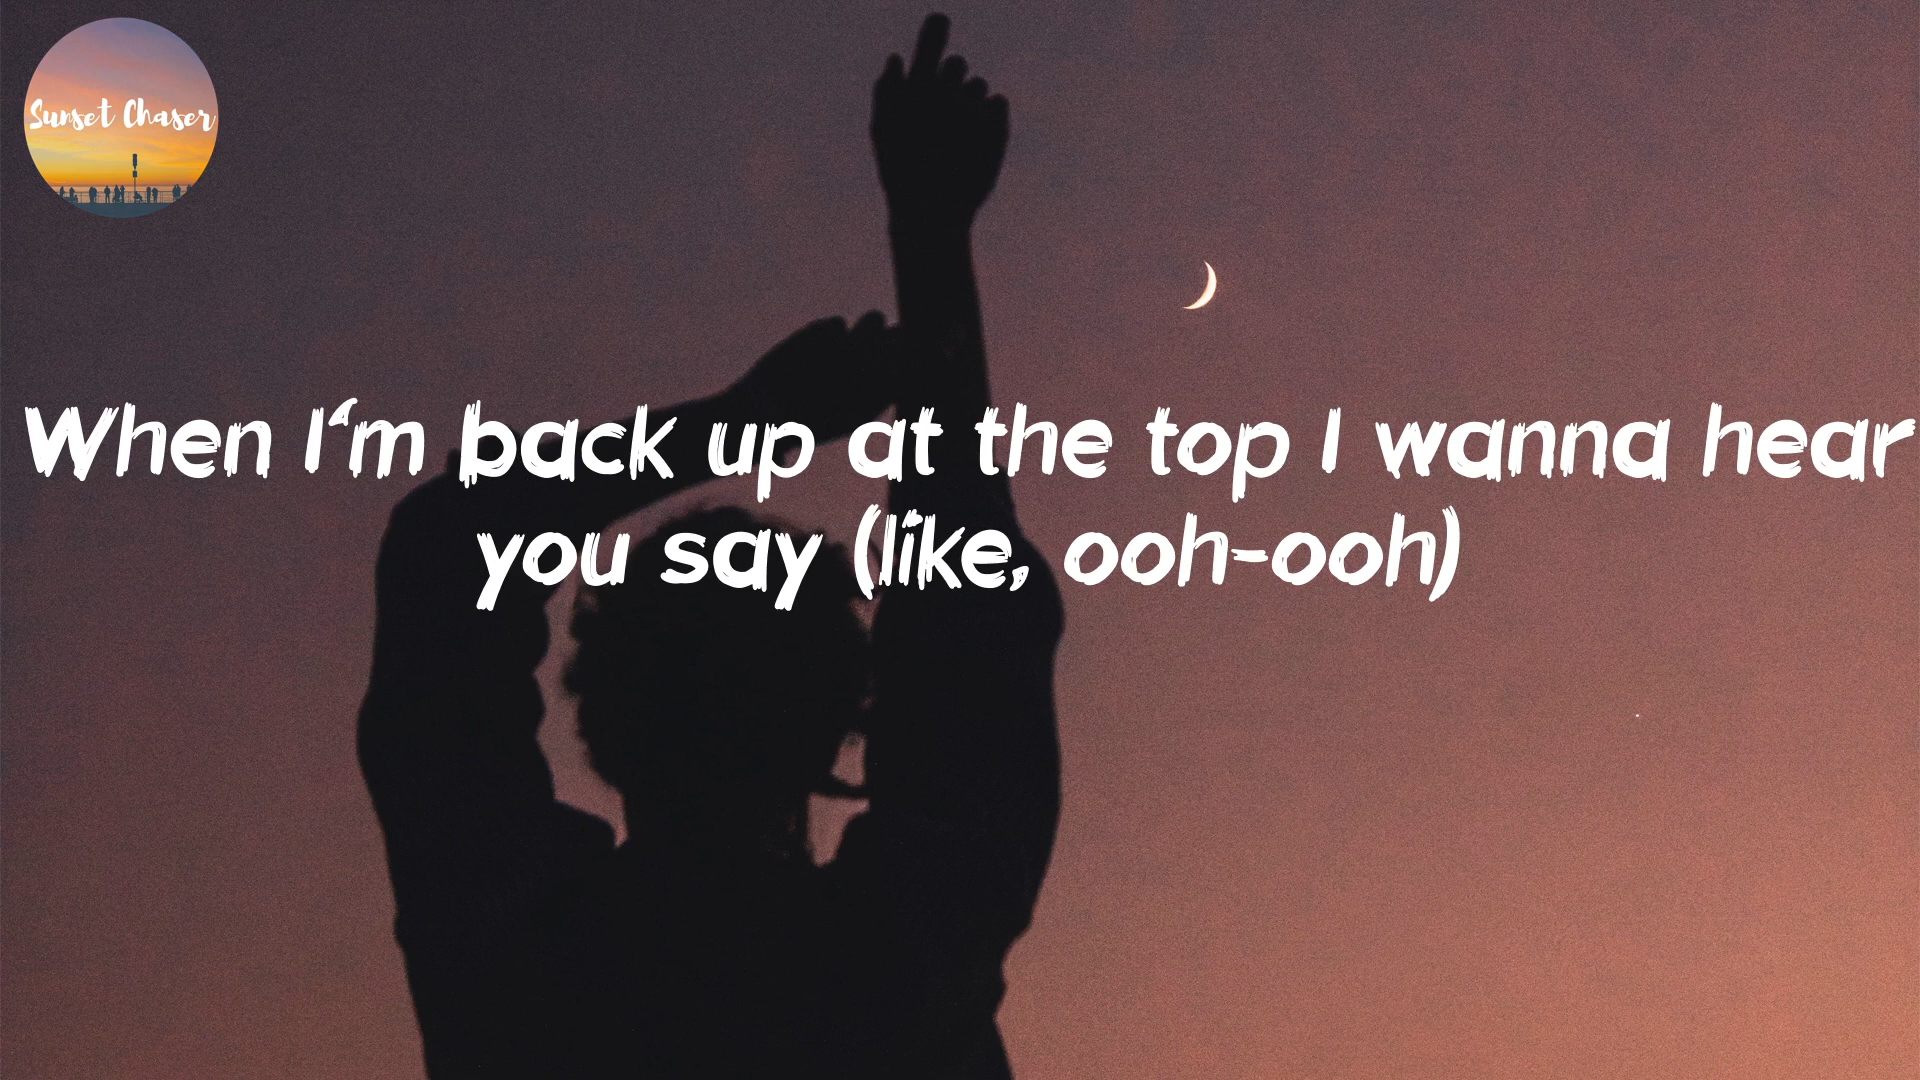 Sunset Chaser
When I‘m back up at the top I wanna hear
you say (like, ooh-ooh)